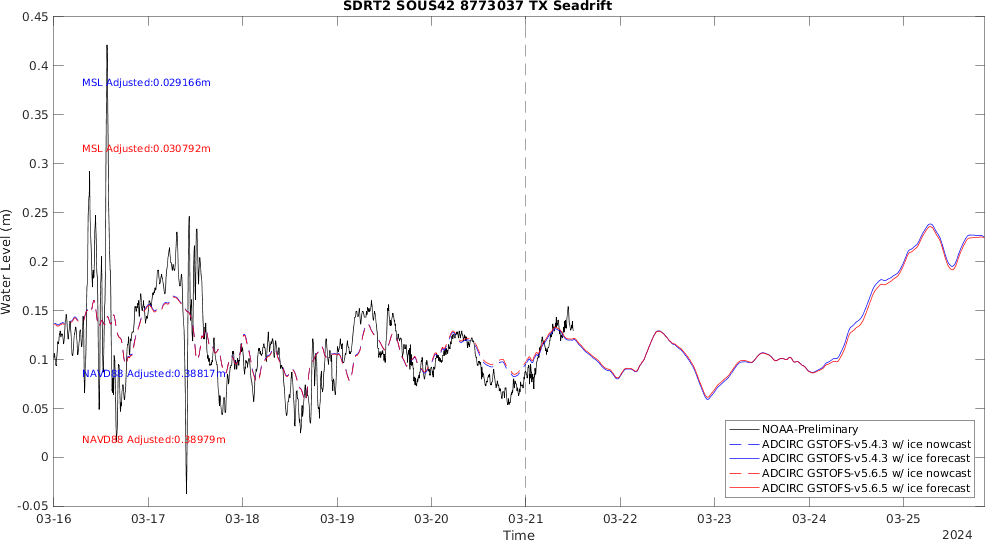 SDRT2 SOUS42 8773037 TX Seadrift
0.45
0.4
0.35
0.3
0.25
0.2
0.15
0.1
0.05
0
-0.05
Water Level (m)
MSL Adjusted:0.029166m
MSL Adjusted:0.030792m
NAVD88 Adjusted:0.38817m
NAVD88 Adjusted:0.38979m
NOAA-Preliminary
ADCIRC GSTOFS-v5.4.3 w/ ice nowcast
ADCIRC GSTOFS-v5.4.3 w/ ice forecast
ADCIRC GSTOFS-v5.6.5 w/ ice nowcast
ADCIRC GSTOFS-v5.6.5 w/ ice forecast
03-16 03-17 03-18 03-19 03-20 03-21 03-22 03-23 03-24 03-25
Time
2024